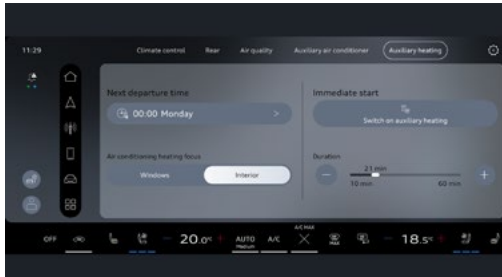 11:29
Climate control
Rear
Air quality
Auxiliary air conditioner
Auxiliary heating
Next departure time
00:00 Monday
Immediate start
Switch on auxiliary heating
Air conditioning heating focus
Windows
Interior
Duration
21 min
10 min
60 min
OFF
20.0°C
AUTO
Medium
A/C
A/C MAX
MAX
18.5°C